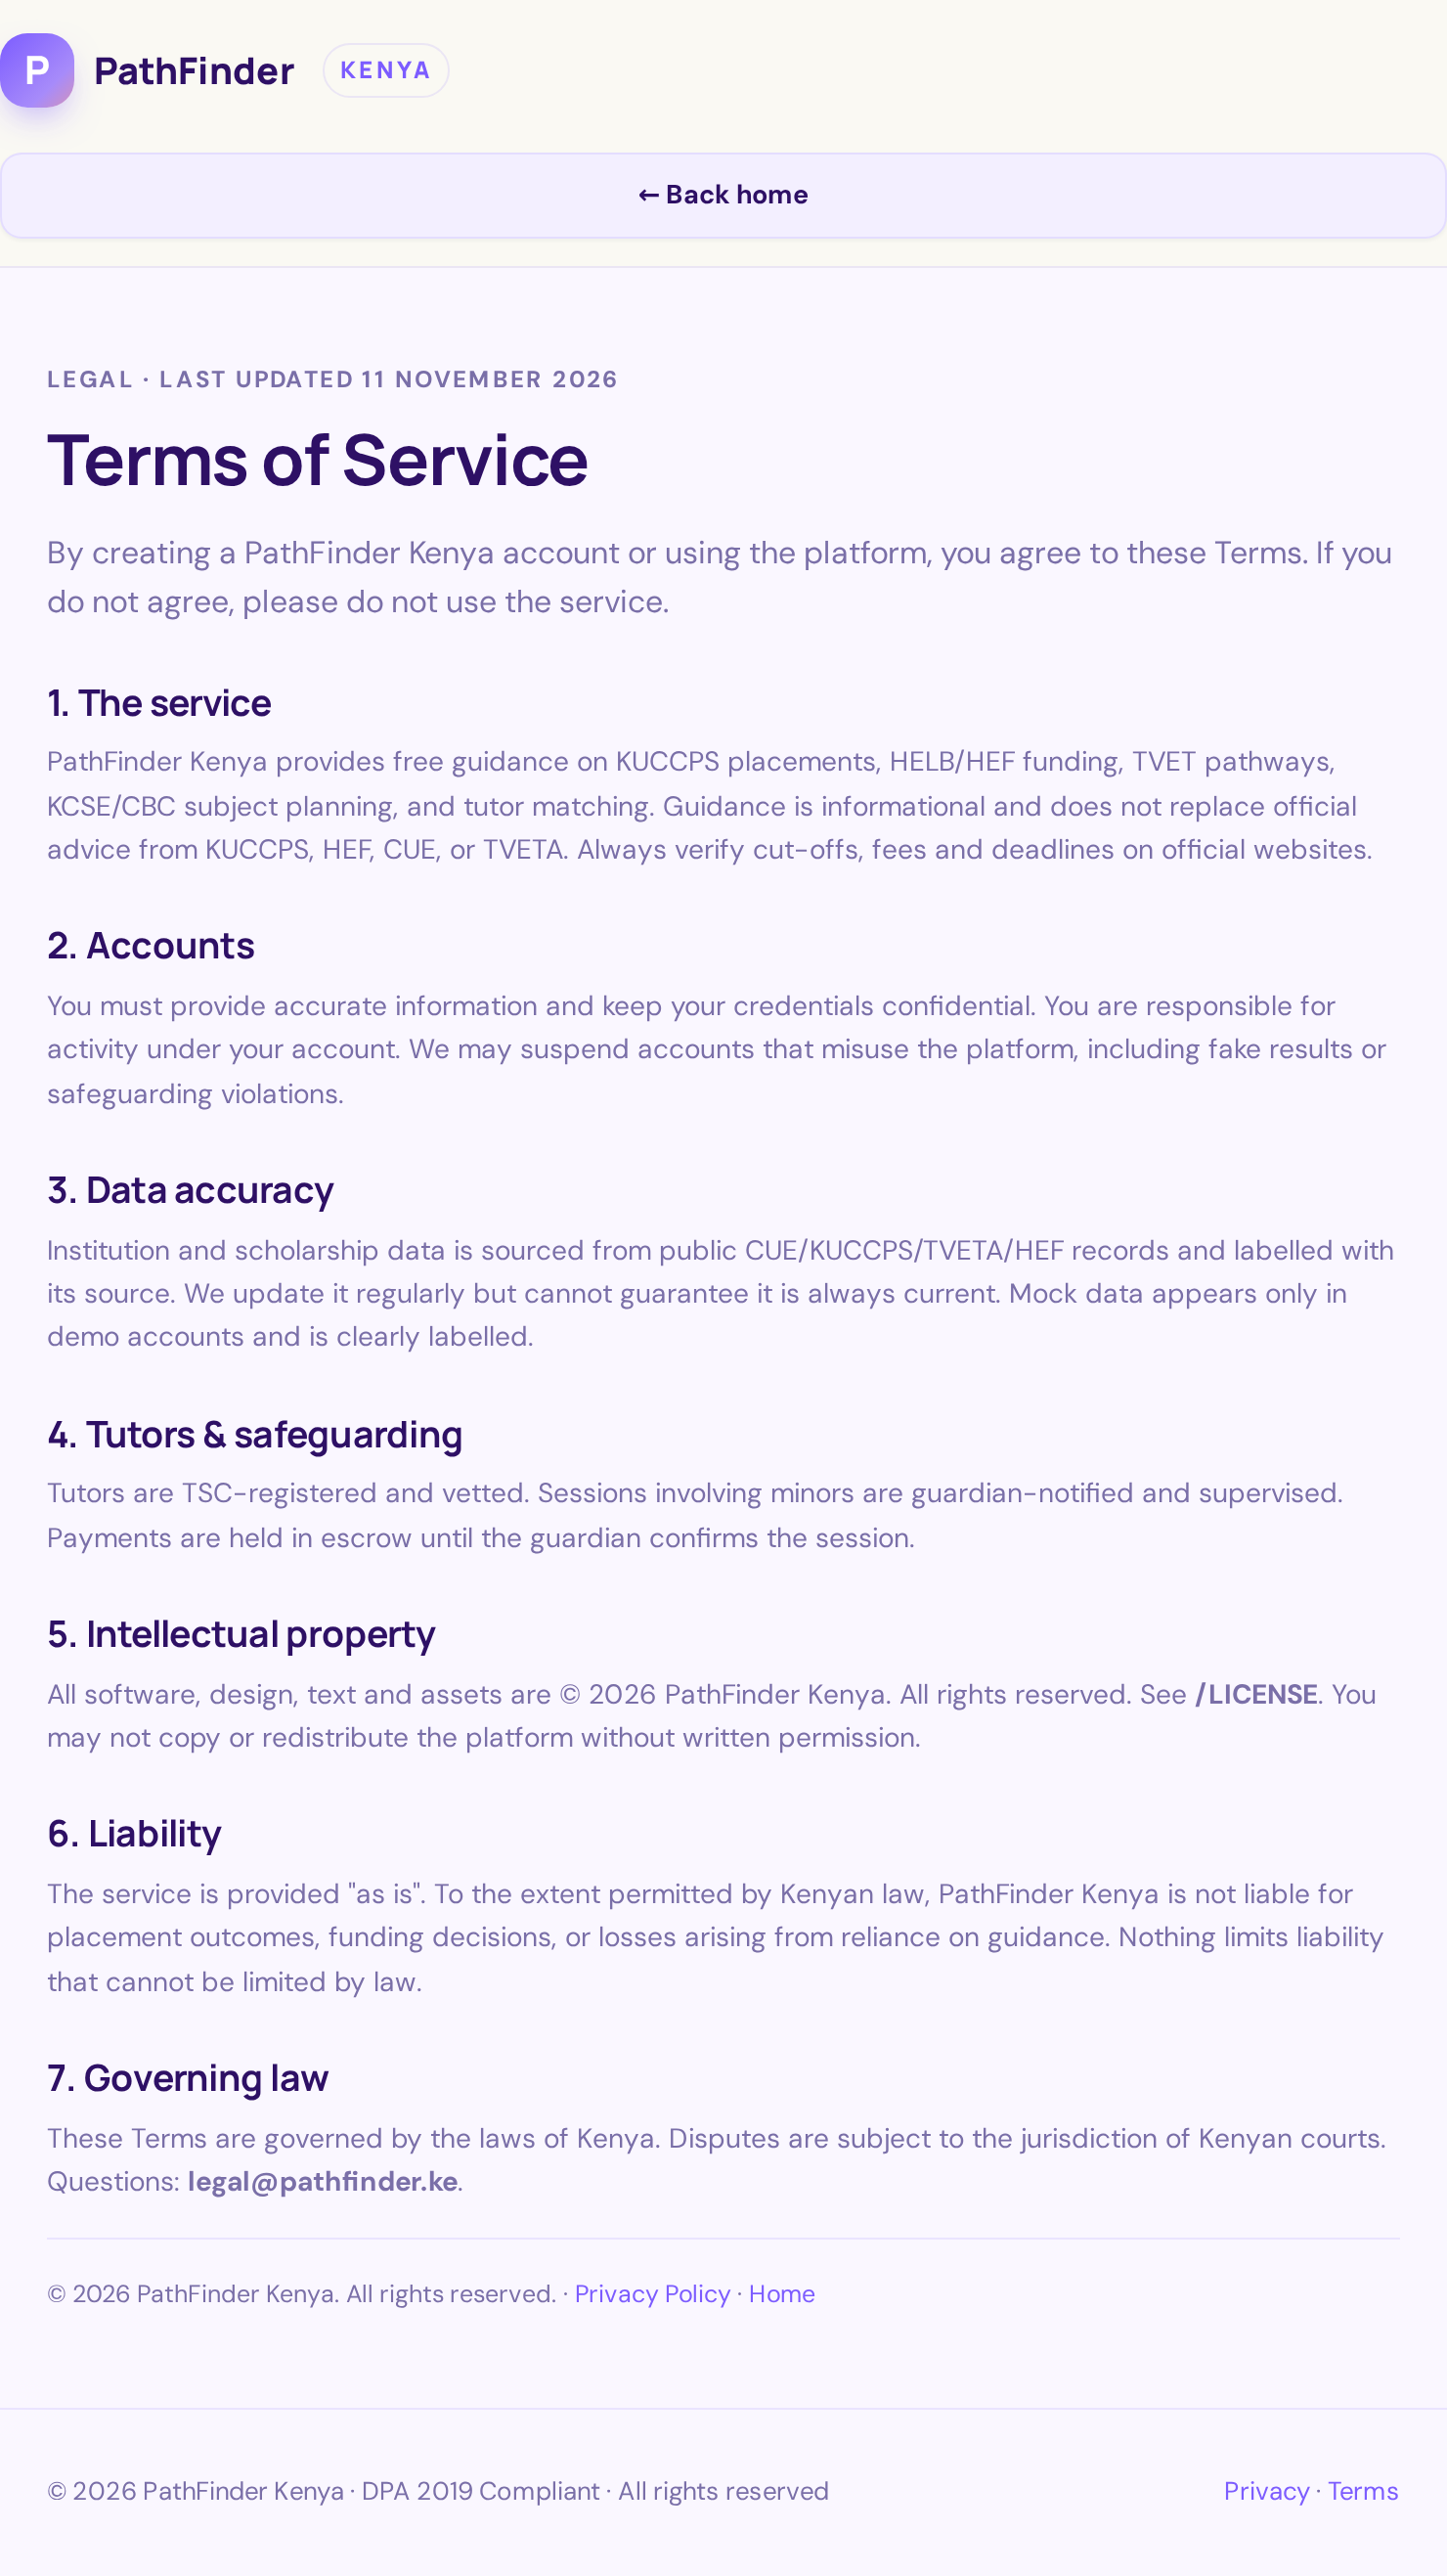 P PathFinder KENYA
← Back home
LEGAL · LAST UPDATED 11 NOVEMBER 2026
Terms of Service
By creating a PathFinder Kenya account or using the platform, you agree to these Terms. If you
do not agree, please do not use the service.
1. The service
PathFinder Kenya provides free guidance on KUCCPS placements, HELB/HEF funding, TVET pathways,
KCSE/CBC subject planning, and tutor matching. Guidance is informational and does not replace official
advice from KUCCPS, HEF, CUE, or TVETA. Always verify cut-offs, fees and deadlines on official websites.
2. Accounts
You must provide accurate information and keep your credentials confidential. You are responsible for
activity under your account. We may suspend accounts that misuse the platform, including fake results or
safeguarding violations.
3. Data accuracy
Institution and scholarship data is sourced from public CUE/KUCCPS/TVETA/HEF records and labelled with
its source. We update it regularly but cannot guarantee it is always current. Mock data appears only in
demo accounts and is clearly labelled.
4. Tutors & safeguarding
Tutors are TSC-registered and vetted. Sessions involving minors are guardian-notified and supervised.
Payments are held in escrow until the guardian confirms the session.
5. Intellectual property
All software, design, text and assets are © 2026 PathFinder Kenya. All rights reserved. See /LICENSE. You
may not copy or redistribute the platform without written permission.
6. Liability
The service is provided "as is". To the extent permitted by Kenyan law, PathFinder Kenya is not liable for
placement outcomes, funding decisions, or losses arising from reliance on guidance. Nothing limits liability
that cannot be limited by law.
7. Governing law
These Terms are governed by the laws of Kenya. Disputes are subject to the jurisdiction of Kenyan courts.
Questions: legal@pathfinder.ke.
© 2026 PathFinder Kenya. All rights reserved. · Privacy Policy · Home
© 2026 PathFinder Kenya · DPA 2019 Compliant · All rights reserved Privacy · Terms